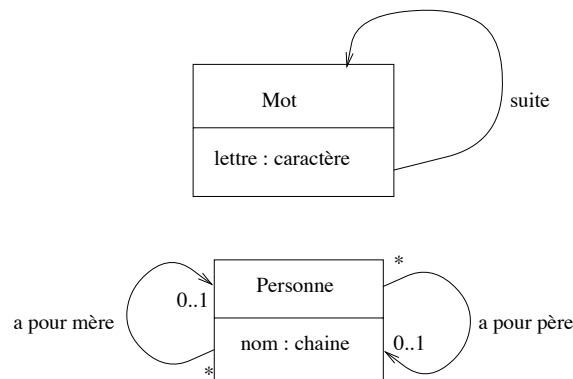 Mot
suite
lettre : caractère
*
Personne
0..1
a pour mère
a pour père
nom : chaine
0..1
*